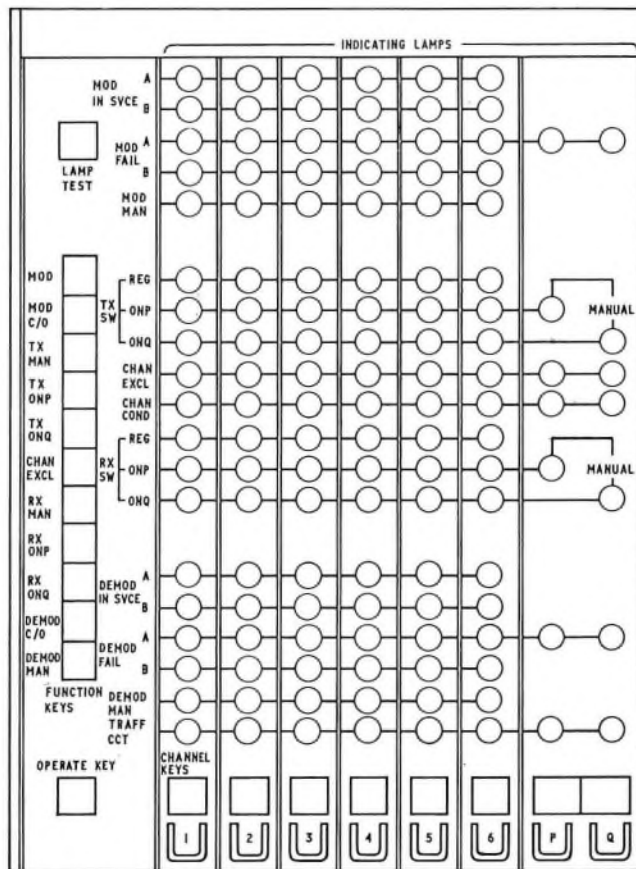 INDICATING LAMPS
MOD
IN SVCE
A
B
LAMP
TEST
MOD
FAIL
A
B
MOD
MAN
MOD
MOD
C/O
TX
MAN
TX
ONP
TX
ONQ
CHAN
EXCL
RX
MAN
RX
ONP
RX
ONQ
DEMOD
C/O
DEMOD
MAN
FUNCTION
KEYS
TX
SW
REG
ONP
ONQ
MANUAL
CHAN
EXCL
CHAN
COND
RX
SW
REG
ONP
ONQ
MANUAL
DEMOD
IN SVCE
A
B
DEMOD
FAIL
A
B
DEMOD
MAN
TRAFF
CCT
OPERATE KEY
CHANNEL
KEYS
1 2 3 4 5 6 P Q